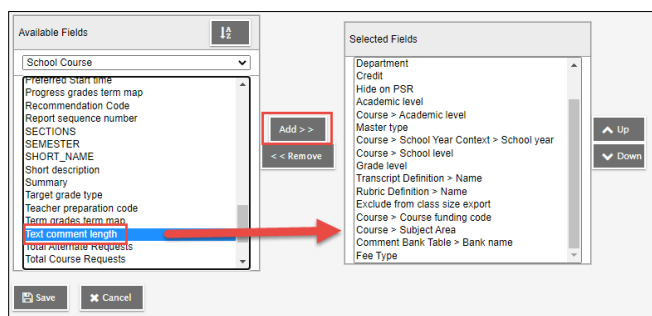 Available Fields
School Course
Preferred Start time
Progress grades term map
Recommendation Code
Report sequence number
SECTIONS
SEMESTER
SHORT_NAME
Short description
Summary
Target grade type
Teacher preparation code
Term grades term map
Text comment length
Total Alternate Requests
Total Course Requests
Add > >
< < Remove
Selected Fields
Department
Credit
Hide on PSR
Academic level
Course > Academic level
Master type
Course > School Year Context > School year
Course > School level
Grade level
Transcript Definition > Name
Rubric Definition > Name
Exclude from class size export
Course > Course funding code
Course > Subject Area
Comment Bank Table > Bank name
Fee Type
Up
Down
Save
Cancel